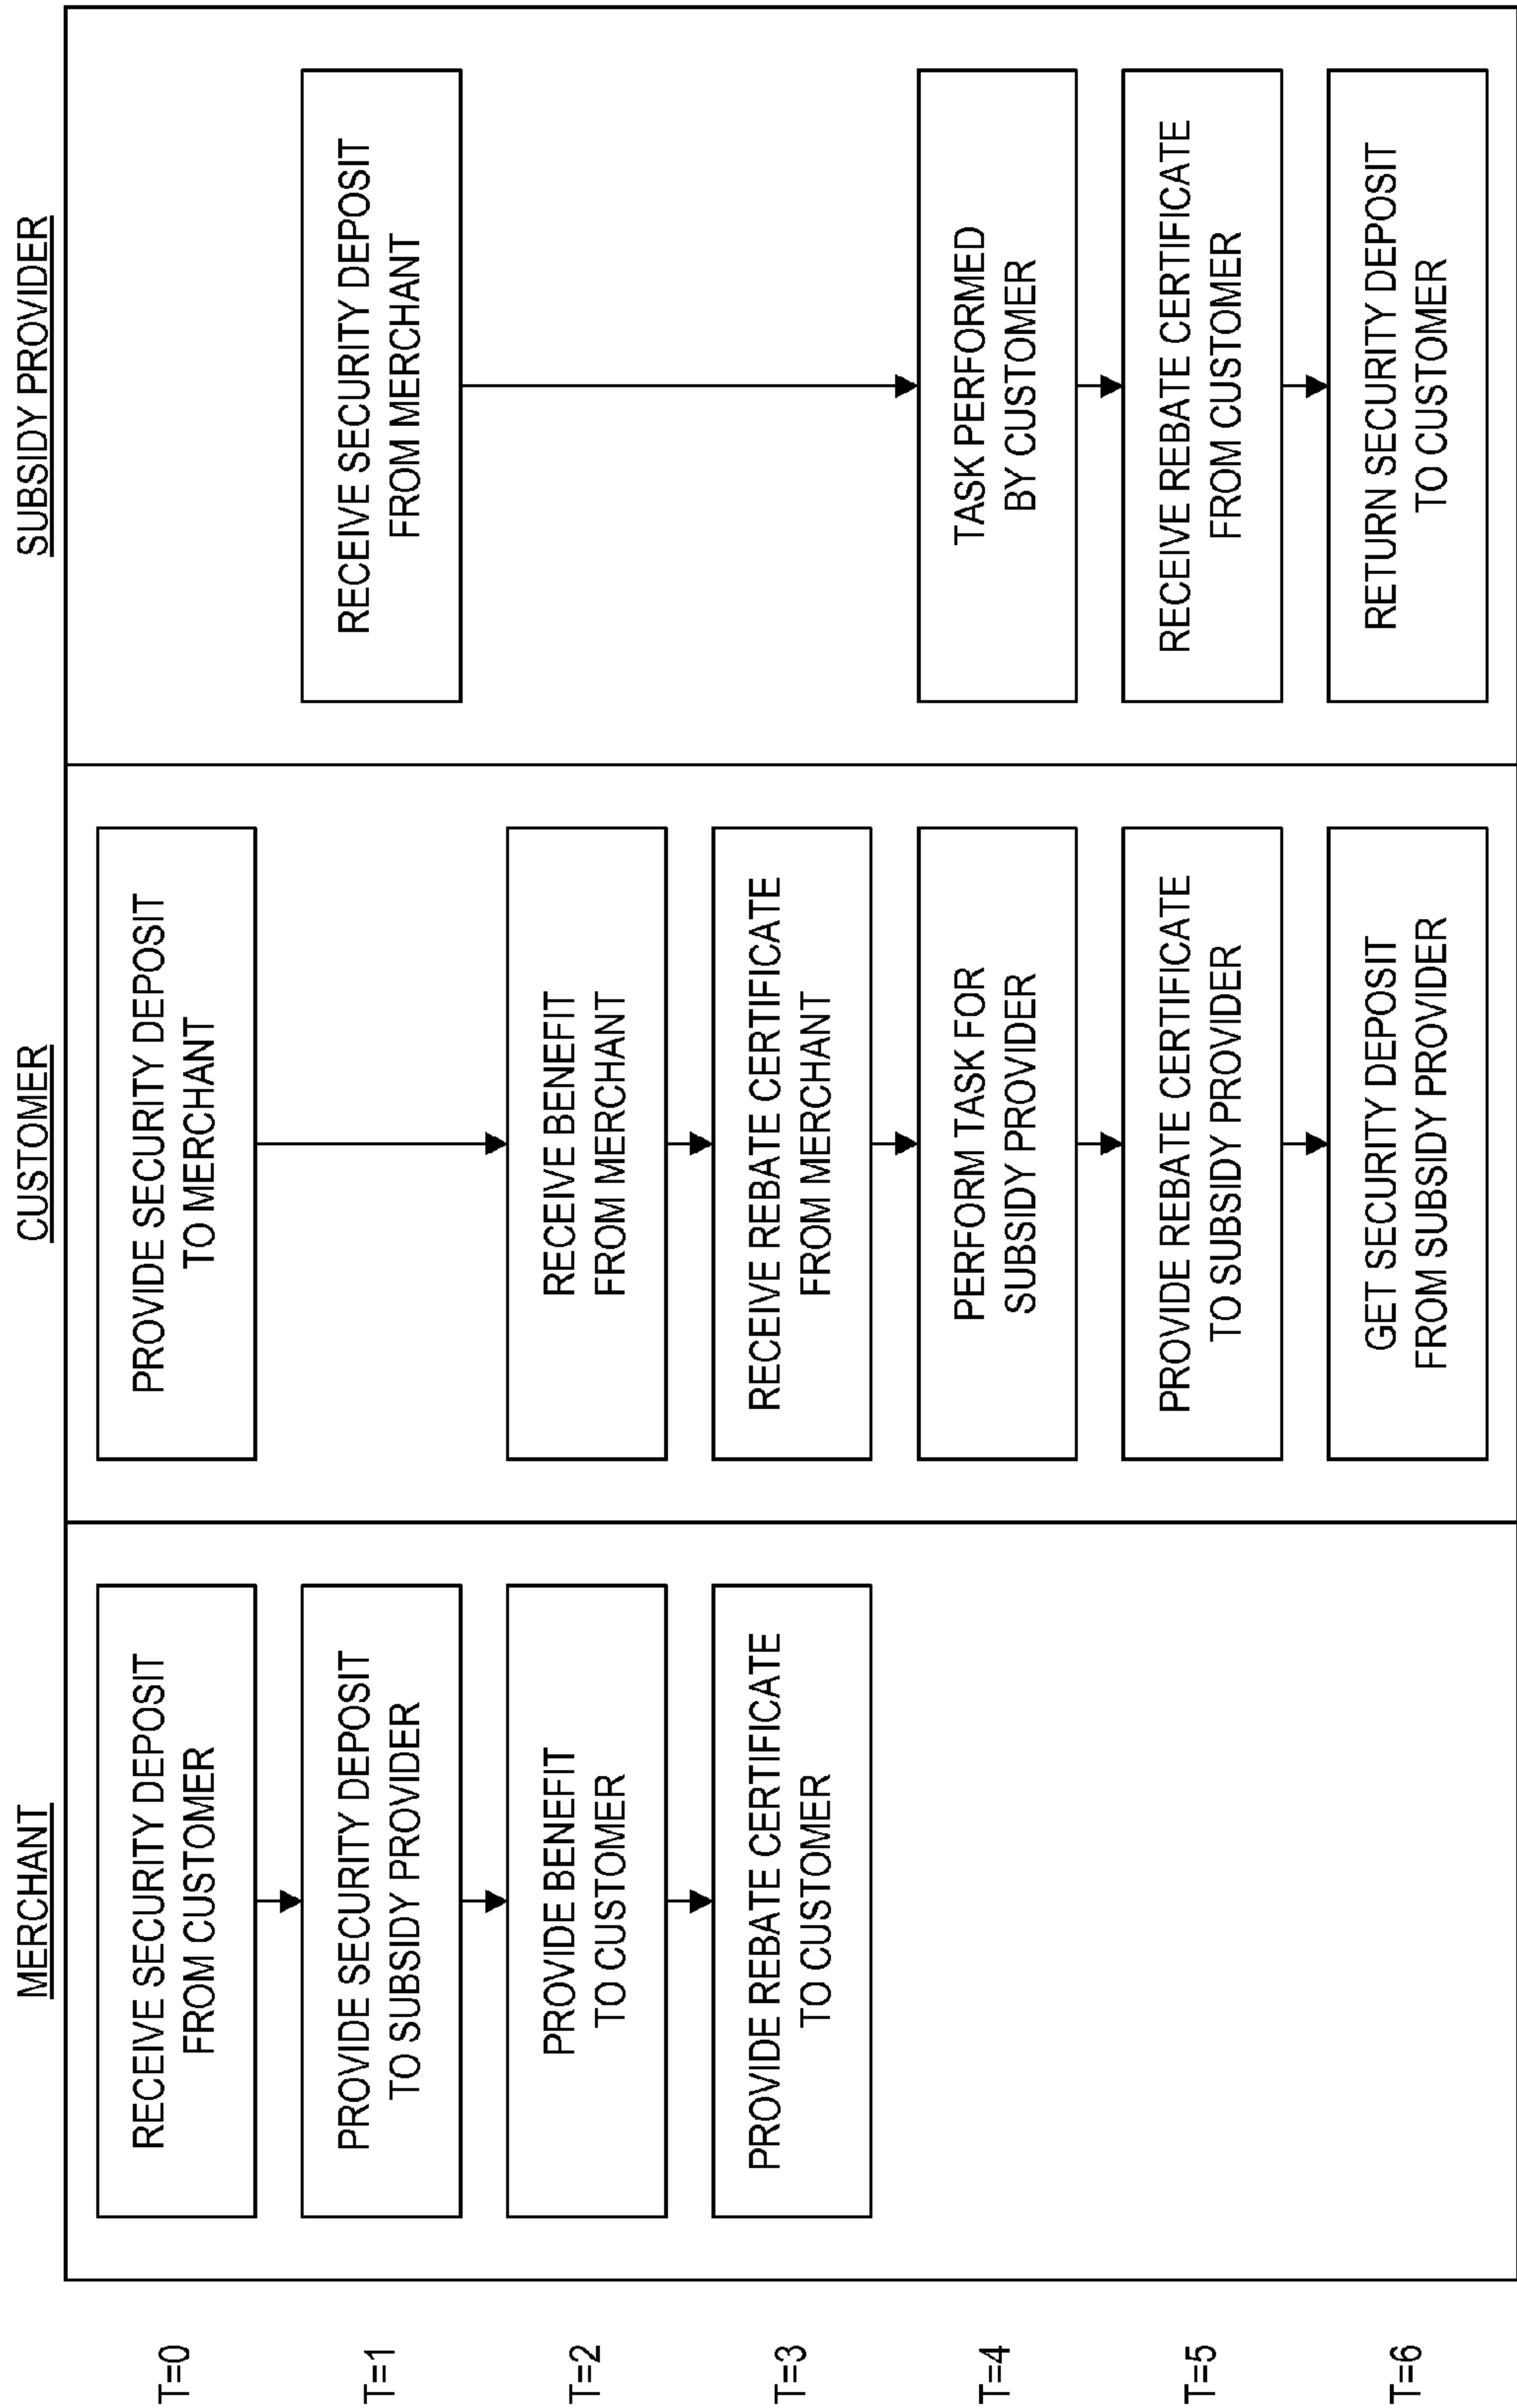 MERCHANT
CUSTOMER
SUBSIDY PROVIDER
T=0
RECEIVE SECURITY DEPOSIT
FROM CUSTOMER
PROVIDE SECURITY DEPOSIT
TO MERCHANT
T=1
PROVIDE SECURITY DEPOSIT
TO SUBSIDY PROVIDER
RECEIVE SECURITY DEPOSIT
FROM MERCHANT
T=2
PROVIDE BENEFIT
TO CUSTOMER
RECEIVE BENEFIT
FROM MERCHANT
T=3
PROVIDE REBATE CERTIFICATE
TO CUSTOMER
RECEIVE REBATE CERTIFICATE
FROM MERCHANT
T=4
PERFORM TASK FOR
SUBSIDY PROVIDER
TASK PERFORMED
BY CUSTOMER
T=5
PROVIDE REBATE CERTIFICATE
TO SUBSIDY PROVIDER
RECEIVE REBATE CERTIFICATE
FROM CUSTOMER
T=6
GET SECURITY DEPOSIT
FROM SUBSIDY PROVIDER
RETURN SECURITY DEPOSIT
TO CUSTOMER